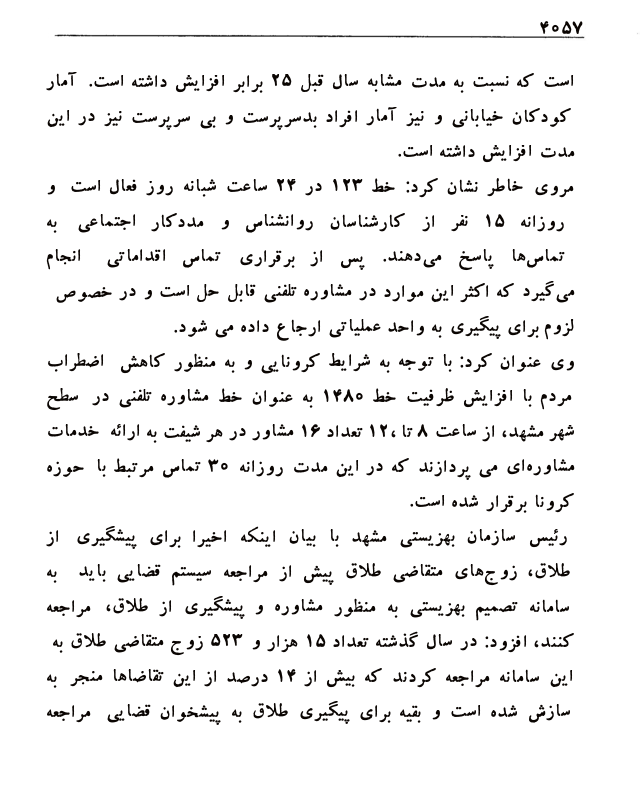 ۴۰۵۷
است که نسبت به مدت مشابه سال قبل ۲۵ برابر افزایش داشته است. آمار
کودکان خیابانی و نیز آمار افراد بدسرپرست و بی سرپرست نیز در این
مدت افزایش داشته است.
مروی خاطر نشان کرد: خط ۱۲۳ در ۲۴ ساعت شبانه روز فعال است و
روزانه ۱۵ نفر از کارشناسان روانشناس و مددکار اجتماعی به
تماس‌ها پاسخ می‌دهند. پس از برقراری تماس اقداماتی انجام
می‌گیرد که اکثر این موارد در مشاوره تلفنی قابل حل است و در خصوص
لزوم برای پیگیری به واحد عملیاتی ارجاع داده می شود.
وی عنوان کرد: با توجه به شرایط کرونایی و به منظور کاهش اضطراب
مردم با افزایش ظرفیت خط ۱۴۸۰ به عنوان خط مشاوره تلفنی در سطح
شهر مشهد، از ساعت ۸ تا ۱۲، تعداد ۱۶ مشاور در هر شیفت به ارائه خدمات
مشاوره‌ای می پردازند که در این مدت روزانه ۳۰ تماس مرتبط با حوزه
کرونا برقرار شده است.
رئیس سازمان بهزیستی مشهد با بیان اینکه اخیرا برای پیشگیری از
طلاق، زوج‌های متقاضی طلاق پیش از مراجعه سیستم قضایی باید به
سامانه تصمیم بهزیستی به منظور مشاوره و پیشگیری از طلاق، مراجعه
کنند، افزود: در سال گذشته تعداد ۱۵ هزار و ۵۲۳ زوج متقاضی طلاق به
این سامانه مراجعه کردند که بیش از ۱۴ درصد از این تقاضاها منجر به
سازش شده است و بقیه برای پیگیری طلاق به پیشخوان قضایی مراجعه